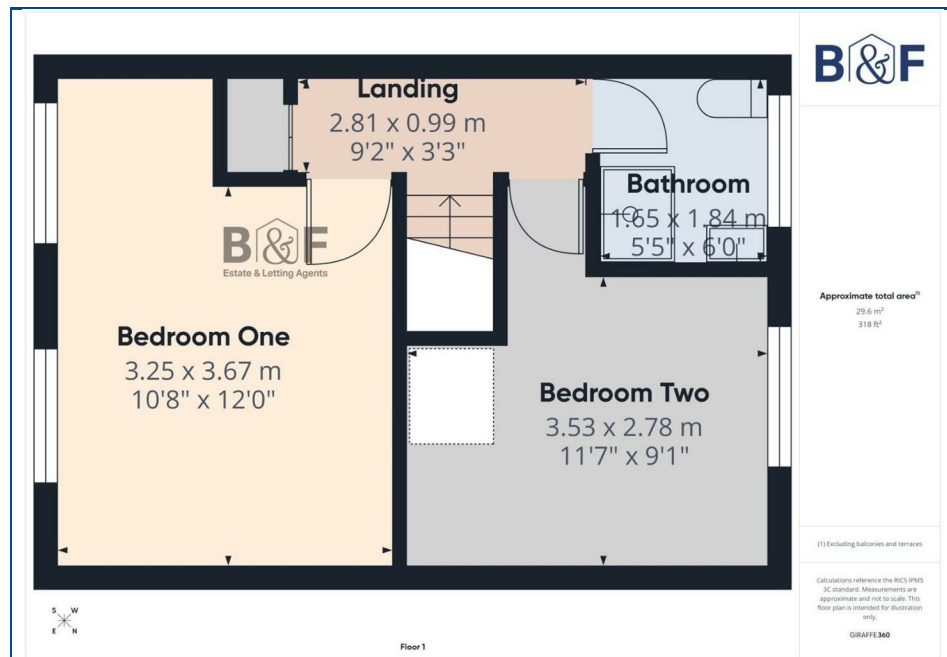 B&F
Landing
2.81 x 0.99 m
9'2" x 3'3"
Bathroom
1.65 x 1.84 m
5'5" x 6'0"
B&F
Estate & Letting Agents
Bedroom One
3.25 x 3.67 m
10'8" x 12'0"
Bedroom Two
3.53 x 2.78 m
11'7" x 9'1"
Approximate total area⁽¹⁾
29.6 m²
318 ft²
(1) Excluding balconies and terraces
Calculations reference the RICS IPMS
3C standard. Measurements are
approximate and not to scale. This
floor plan is intended for illustration
only.
GIRAFFE360
S W
E N
Floor 1